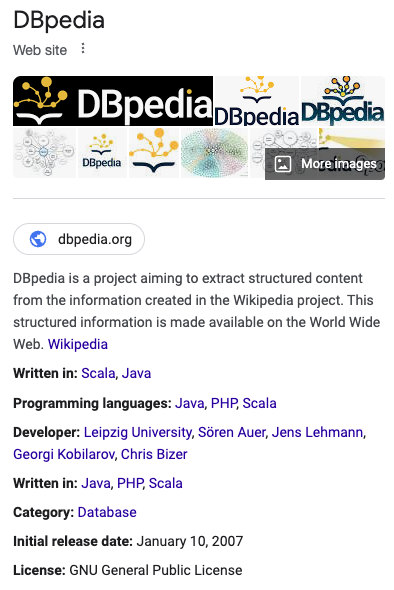 DBpedia
Web site
DBpedia
DBpedia
DBpedia
DBpedia
More images
dbpedia.org
DBpedia is a project aiming to extract structured content
from the information created in the Wikipedia project. This
structured information is made available on the World Wide
Web. Wikipedia
Written in: Scala, Java
Programming languages: Java, PHP, Scala
Developer: Leipzig University, Sören Auer, Jens Lehmann,
Georgi Kobilarov, Chris Bizer
Written in: Java, PHP, Scala
Category: Database
Initial release date: January 10, 2007
License: GNU General Public License